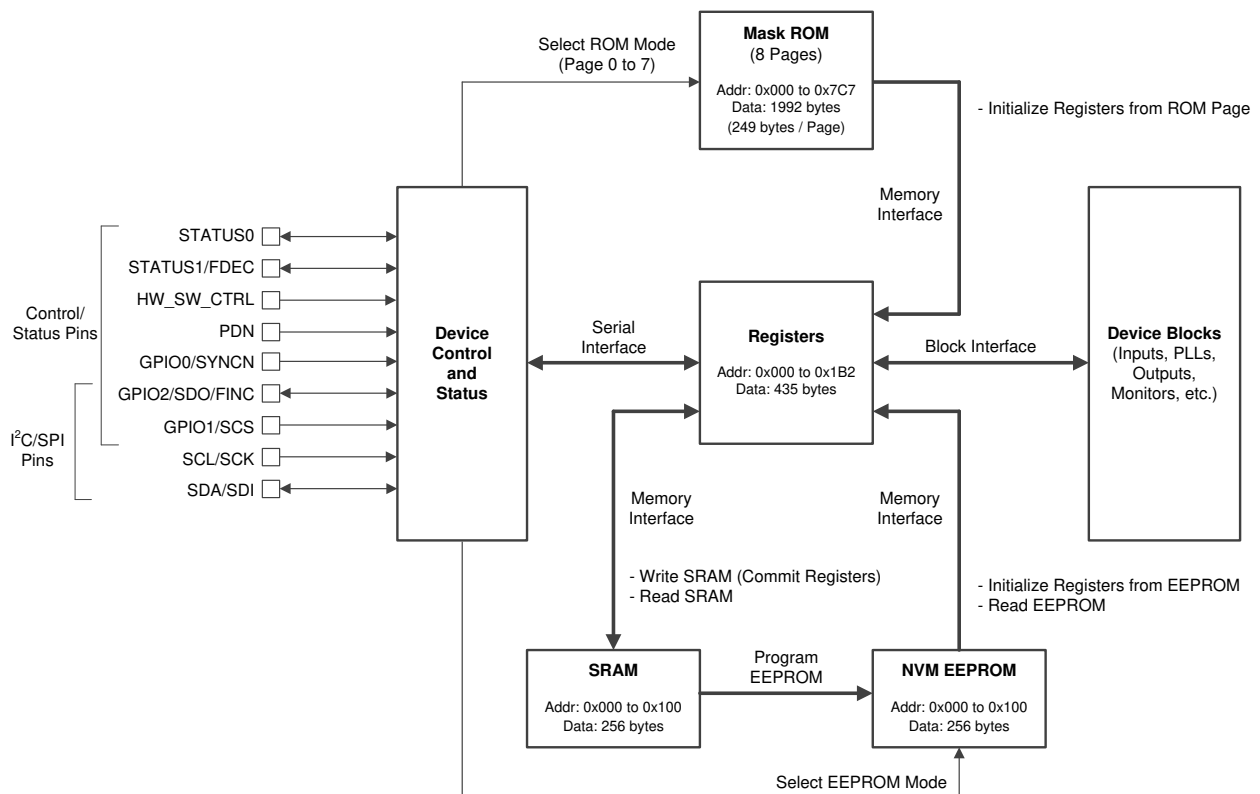 Mask ROM
(8 Pages)
Addr: 0x000 to 0x7C7
Data: 1992 bytes
(249 bytes / Page)
Select ROM Mode
(Page 0 to 7)
- Initialize Registers from ROM Page
Memory
Interface
Control/
Status Pins
I²C/SPI
Pins
STATUS0
STATUS1/FDEC
HW_SW_CTRL
PDN
GPIO0/SYNCN
GPIO2/SDO/FINC
GPIO1/SCS
SCL/SCK
SDA/SDI
Device
Control
and
Status
Serial
Interface
Registers
Addr: 0x000 to 0x1B2
Data: 435 bytes
Block Interface
Device Blocks
(Inputs, PLLs,
Outputs,
Monitors, etc.)
Memory
Interface
- Write SRAM (Commit Registers)
- Read SRAM
Memory
Interface
- Initialize Registers from EEPROM
- Read EEPROM
SRAM
Addr: 0x000 to 0x100
Data: 256 bytes
Program
EEPROM
NVM EEPROM
Addr: 0x000 to 0x100
Data: 256 bytes
Select EEPROM Mode